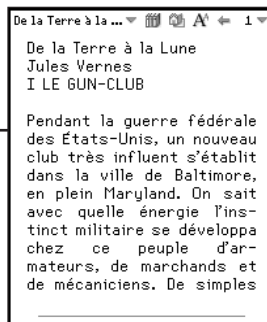 De la Terre à la ... 1
De la Terre à la Lune
Jules Vernes
I LE GUN-CLUB
Pendant la guerre fédérale
des États-Unis, un nouveau
club très influent s'établit
dans la ville de Baltimore,
en plein Maryland. On sait
avec quelle énergie l'ins-
tinct militaire se développa
chez ce peuple d'ar-
mateurs, de marchands et
de mécaniciens. De simples